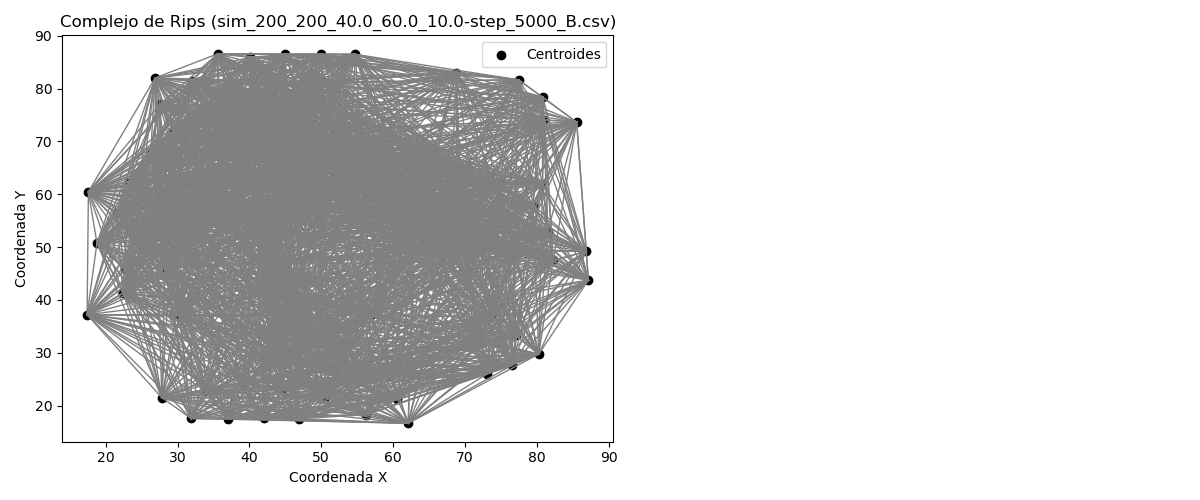 Complejo de Rips (sim_200_200_40.0_60.0_10.0-step_5000_B.csv)
90
80
70
60
50
40
30
20
Coordenada Y
Centroides
20 30 40 50 60 70 80 90
Coordenada X